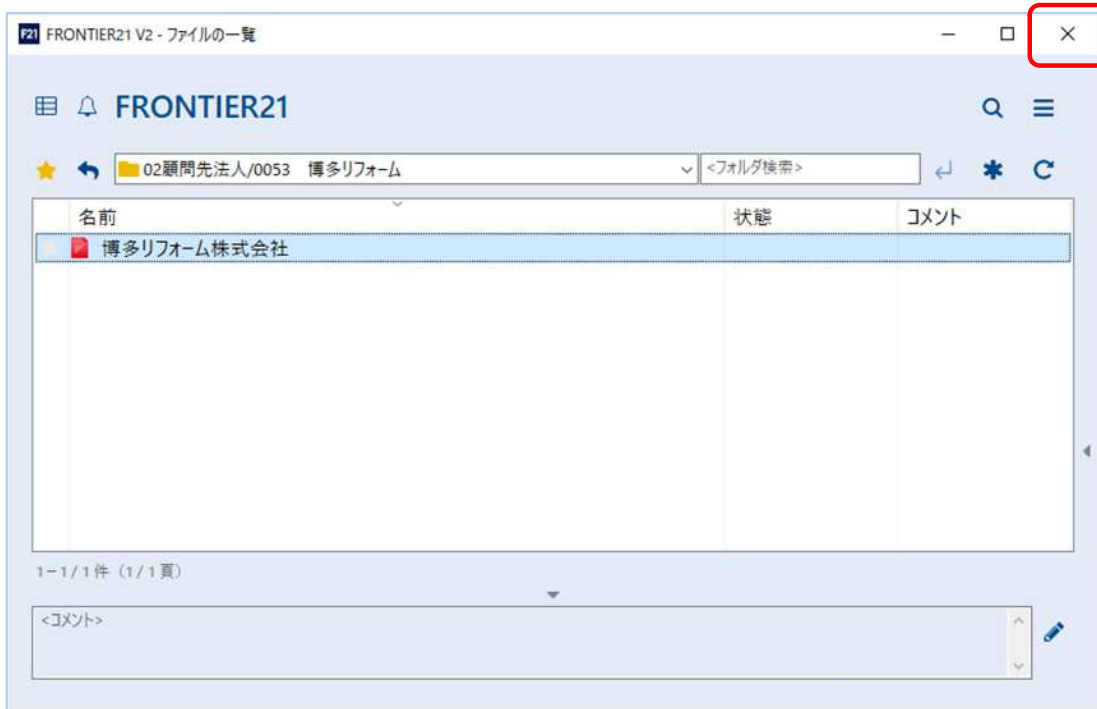 F21 FRONTIER21 V2 - ファイルの一覧
FRONTIER21
02顧問先法人/0053　博多リフォーム <フォルダ検索>
名前 状態 コメント
博多リフォーム株式会社
1-1/1件 (1/1頁)
<コメント>